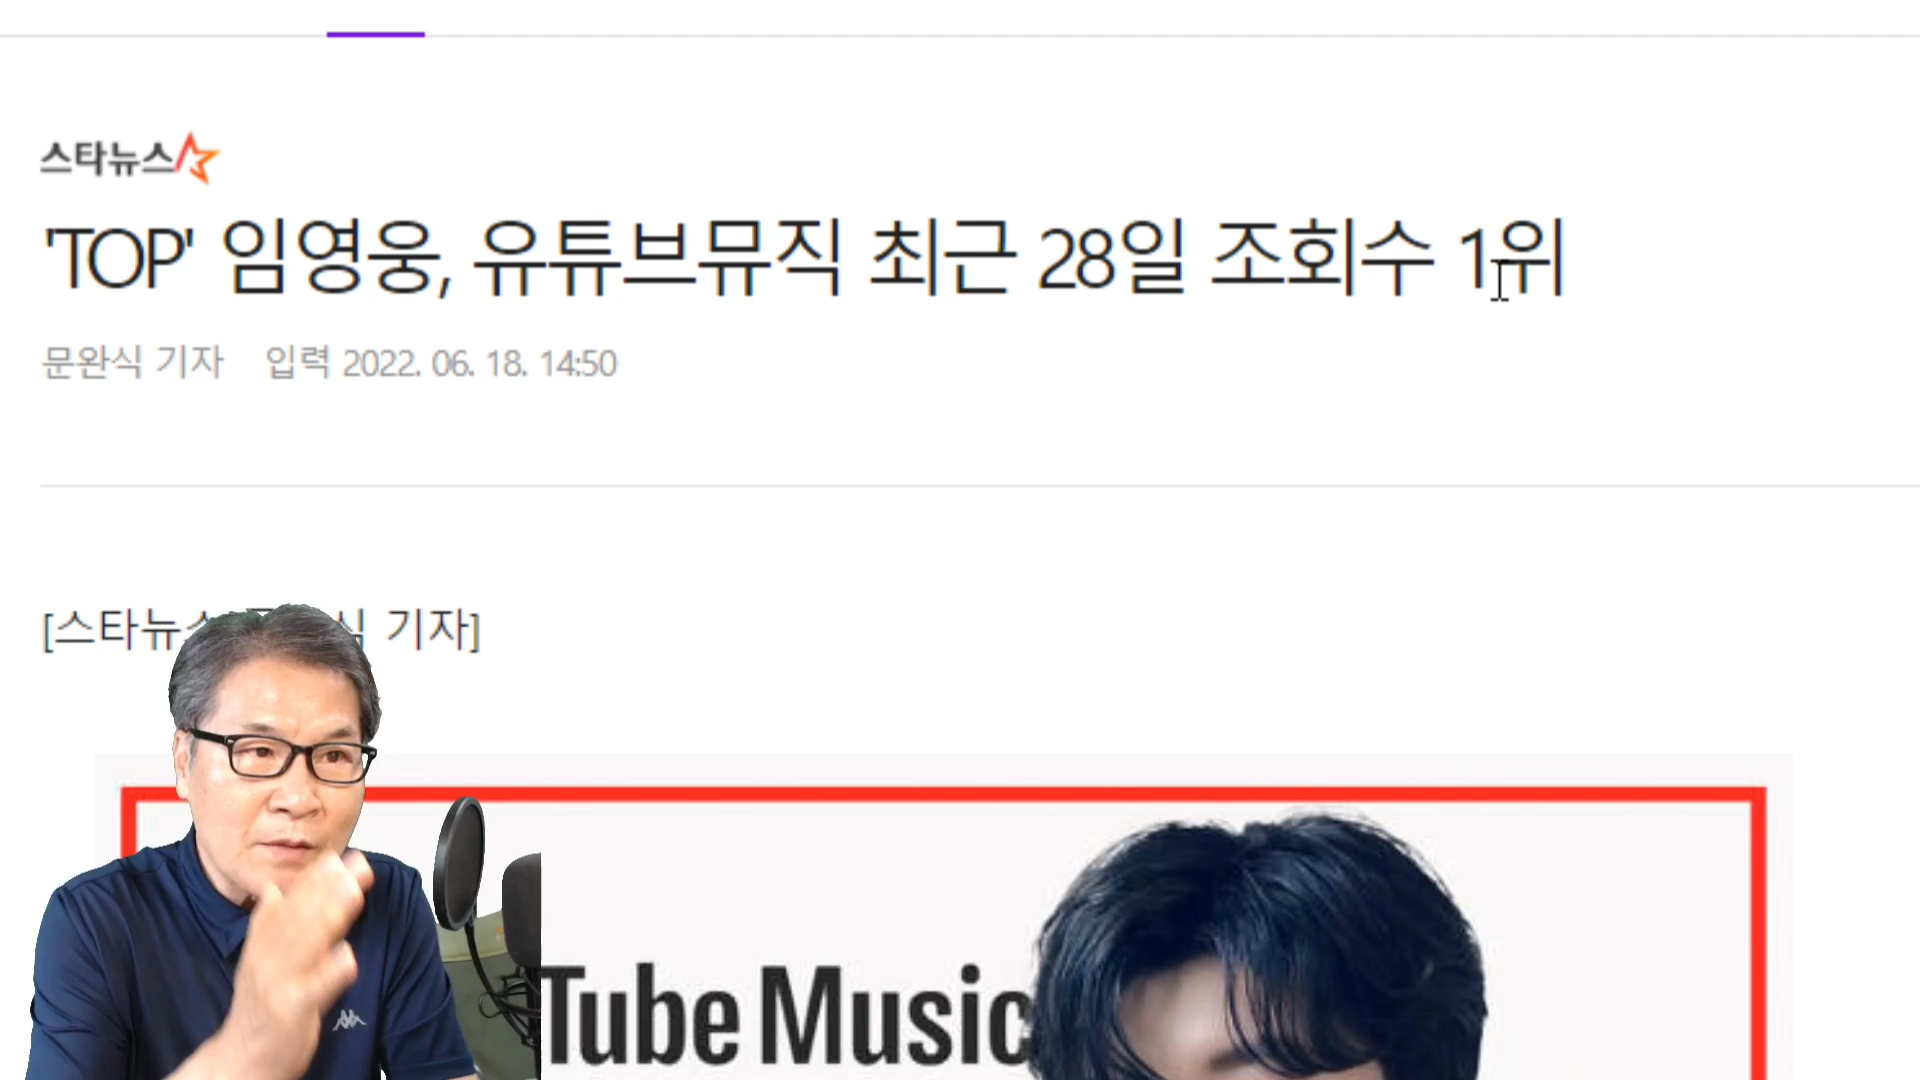 스타뉴스
'TOP' 임영웅, 유튜브뮤직 최근 28일 조회수 1위
문완식 기자 입력 2022. 06. 18. 14:50
[스타뉴스 식 기자]
Tube Music